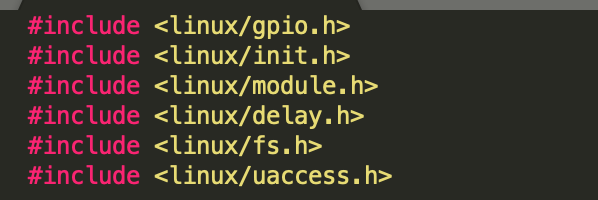 #include <linux/gpio.h>
#include <linux/init.h>
#include <linux/module.h>
#include <linux/delay.h>
#include <linux/fs.h>
#include <linux/uaccess.h>